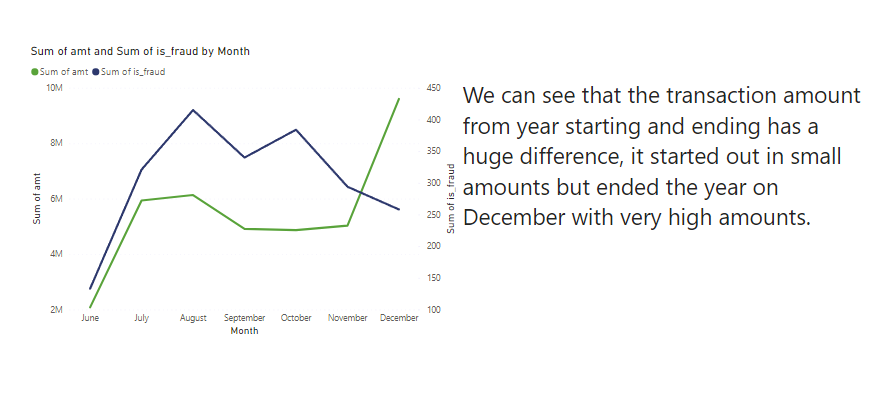 Sum of amt and Sum of is_fraud by Month
Sum of amt Sum of is_fraud
10M
8M
6M
4M
2M
Sum of amt
450
400
350
300
250
200
150
100
Sum of is_fraud
June July August September October November December
Month
We can see that the transaction amount
from year starting and ending has a
huge difference, it started out in small
amounts but ended the year on
December with very high amounts.